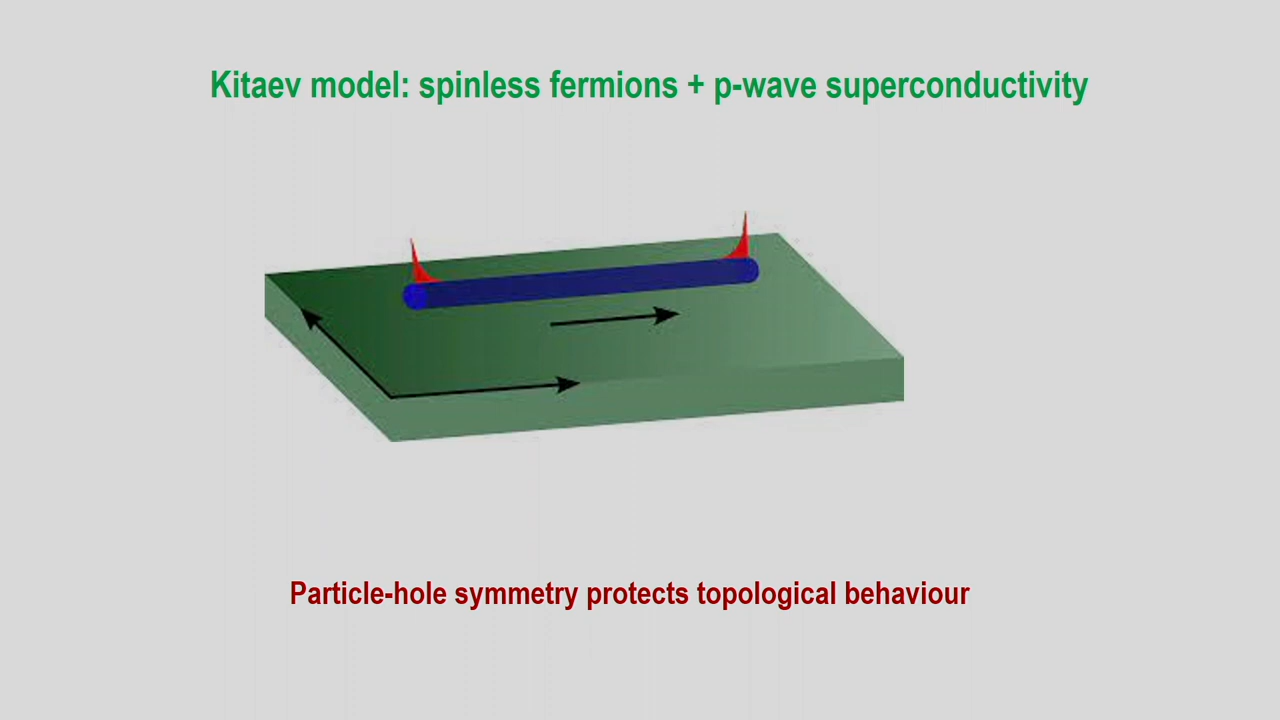 Kitaev model: spinless fermions + p-wave superconductivity
Particle-hole symmetry protects topological behaviour